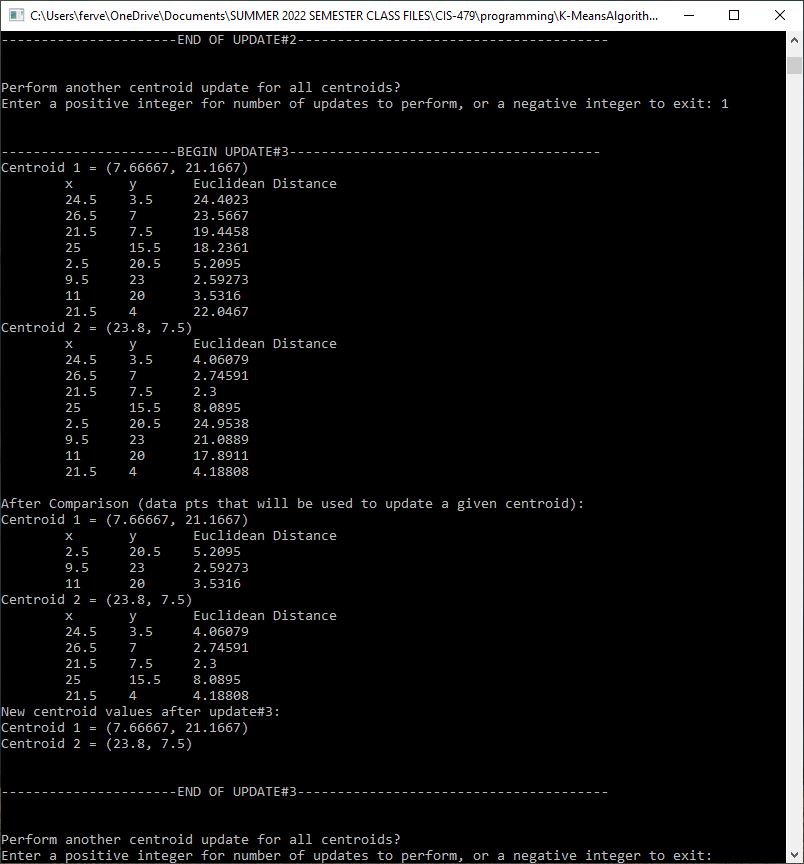 C:\Users\ferve\OneDrive\Documents\SUMMER 2022 SEMESTER CLASS FILES\CIS-479\programming\K-MeansAlgorith...
----------------------END OF UPDATE#2---------------------------------------
Perform another centroid update for all centroids?
Enter a positive integer for number of updates to perform, or a negative integer to exit: 1
----------------------BEGIN UPDATE#3---------------------------------------
Centroid 1 = (7.66667, 21.1667)
x y Euclidean Distance
24.5 3.5 24.4023
26.5 7 23.5667
21.5 7.5 19.4458
25 15.5 18.2361
2.5 20.5 5.2095
9.5 23 2.59273
11 20 3.5316
21.5 4 22.0467
Centroid 2 = (23.8, 7.5)
x y Euclidean Distance
24.5 3.5 4.06079
26.5 7 2.74591
21.5 7.5 2.3
25 15.5 8.0895
2.5 20.5 24.9538
9.5 23 21.0889
11 20 17.8911
21.5 4 4.18808
After Comparison (data pts that will be used to update a given centroid):
Centroid 1 = (7.66667, 21.1667)
x y Euclidean Distance
2.5 20.5 5.2095
9.5 23 2.59273
11 20 3.5316
Centroid 2 = (23.8, 7.5)
x y Euclidean Distance
24.5 3.5 4.06079
26.5 7 2.74591
21.5 7.5 2.3
25 15.5 8.0895
21.5 4 4.18808
New centroid values after update#3:
Centroid 1 = (7.66667, 21.1667)
Centroid 2 = (23.8, 7.5)
----------------------END OF UPDATE#3---------------------------------------
Perform another centroid update for all centroids?
Enter a positive integer for number of updates to perform, or a negative integer to exit: